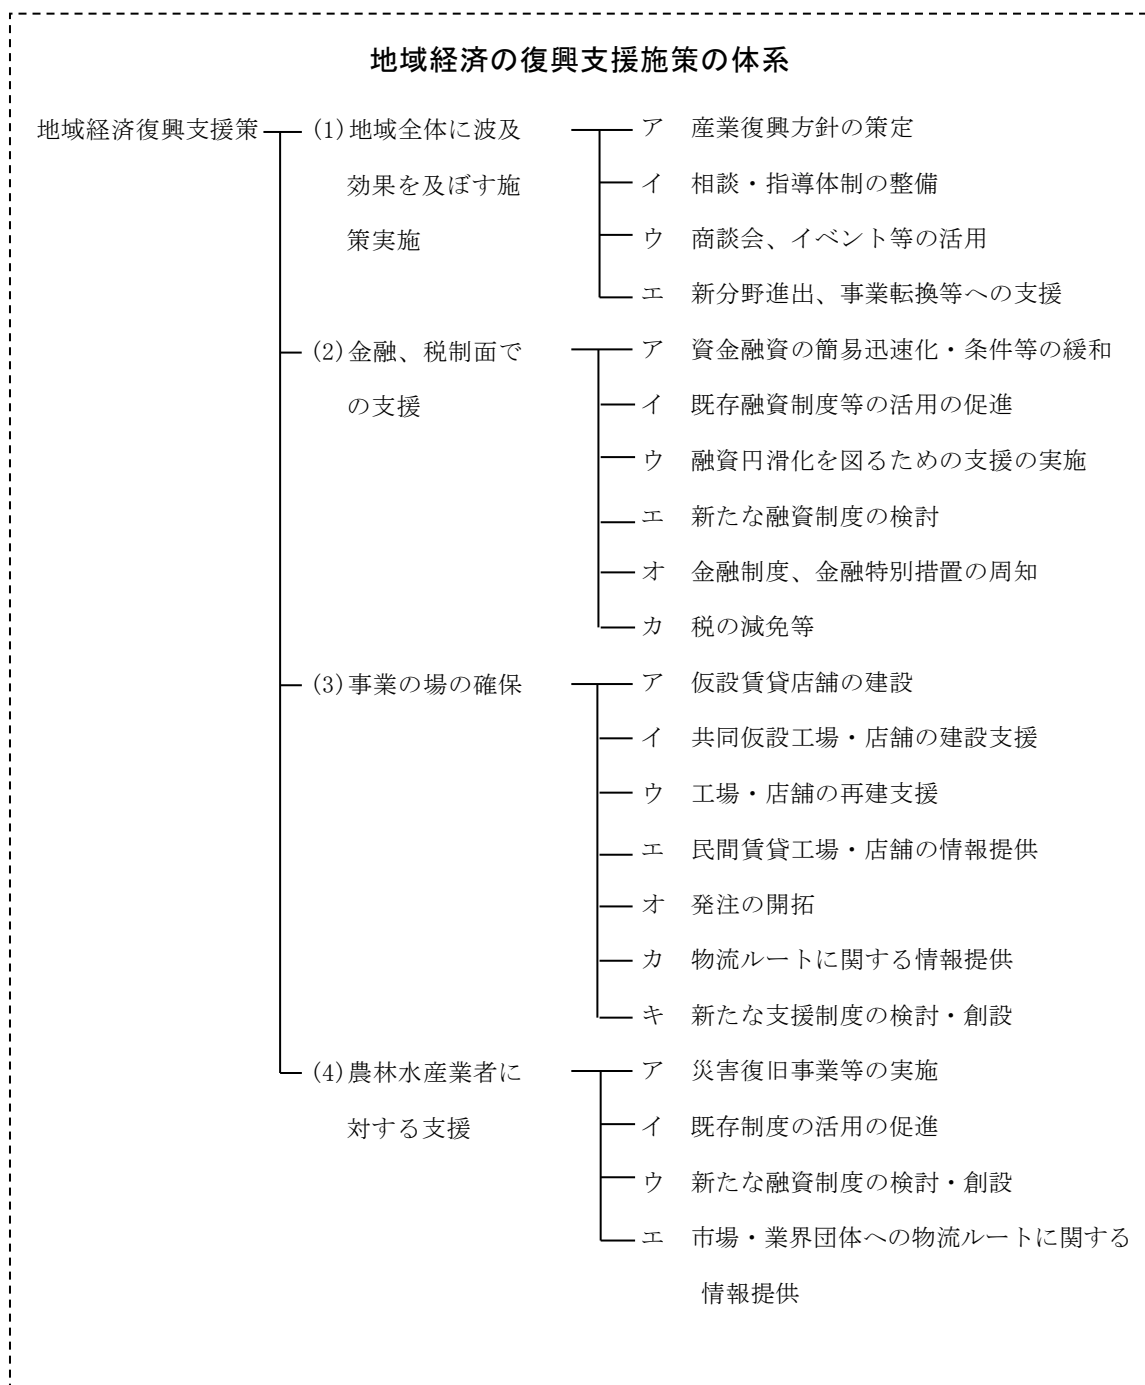 地域経済の復興支援施策の体系
地域経済復興支援策 (1)地域全体に波及 ア 産業復興方針の策定
効果を及ぼす施 イ 相談・指導体制の整備
策実施 ウ 商談会、イベント等の活用
エ 新分野進出、事業転換等への支援
(2)金融、税制面で ア 資金融資の簡易迅速化・条件等の緩和
の支援 イ 既存融資制度等の活用の促進
ウ 融資円滑化を図るための支援の実施
エ 新たな融資制度の検討
オ 金融制度、金融特別措置の周知
カ 税の減免等
(3)事業の場の確保 ア 仮設賃貸店舗の建設
イ 共同仮設工場・店舗の建設支援
ウ 工場・店舗の再建支援
エ 民間賃貸工場・店舗の情報提供
オ 発注の開拓
カ 物流ルートに関する情報提供
キ 新たな支援制度の検討・創設
(4)農林水産業者に ア 災害復旧事業等の実施
対する支援 イ 既存制度の活用の促進
ウ 新たな融資制度の検討・創設
エ 市場・業界団体への物流ルートに関する
情報提供